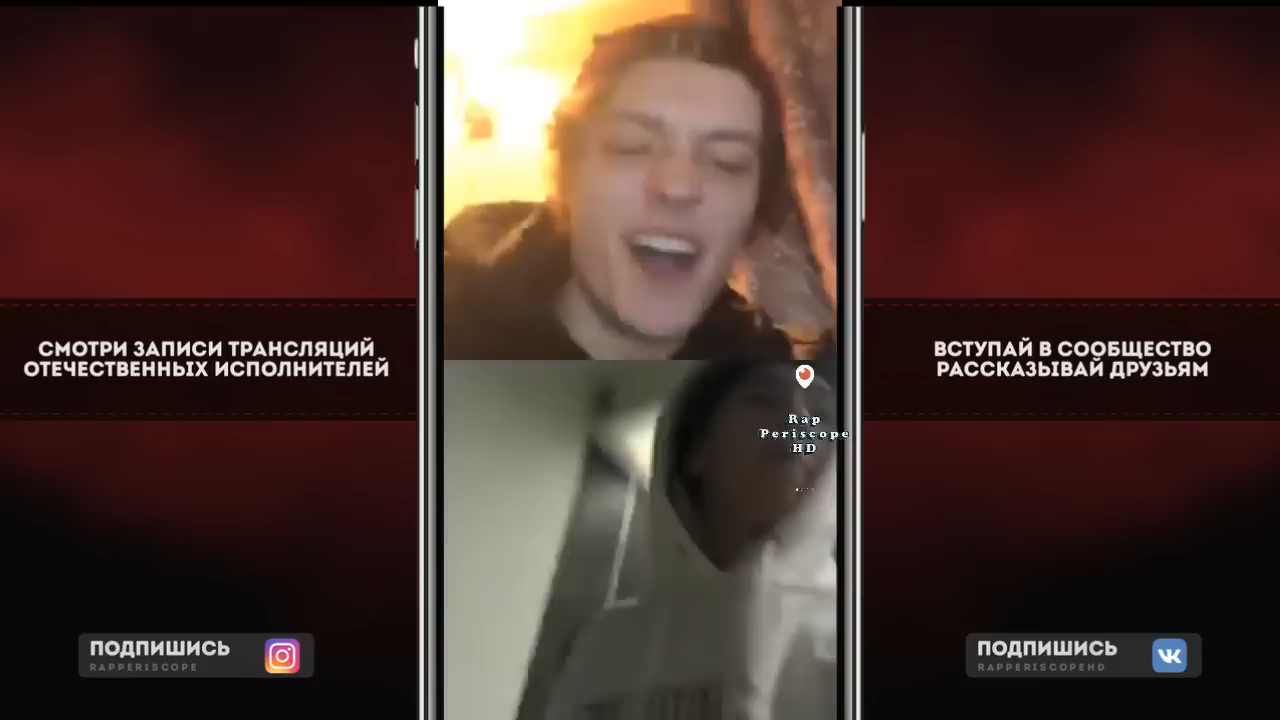 СМОТРИ ЗАПИСИ ТРАНСЛЯЦИЙ
ОТЕЧЕСТВЕННЫХ ИСПОЛНИТЕЛЕЙ
ПОДПИШИСЬ
RAPPERISCOPE
Rap
Periscope
HD
ВСТУПАЙ В СООБЩЕСТВО
РАССКАЗЫВАЙ ДРУЗЬЯМ
ПОДПИШИСЬ
RAPPERISCOPEHD